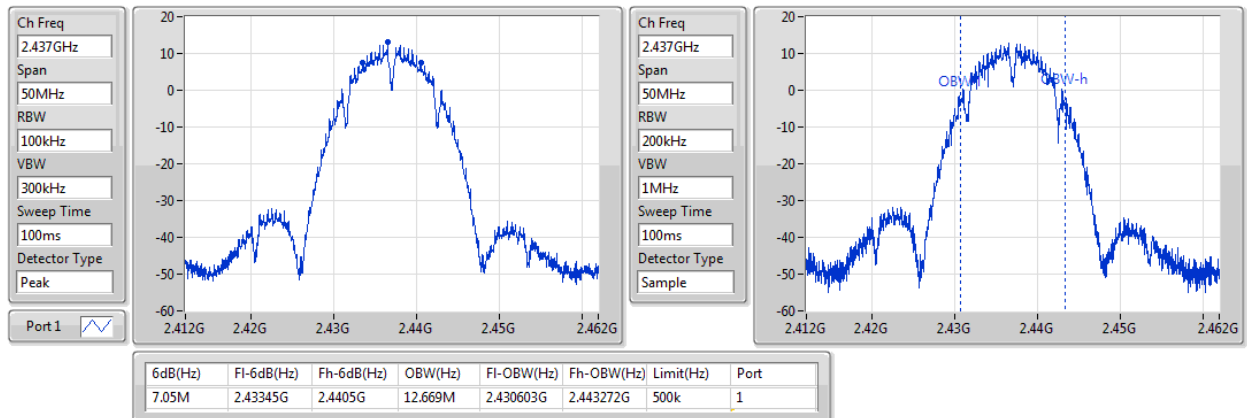 Ch Freq
2.437GHz
Span
50MHz
RBW
100kHz
VBW
300kHz
Sweep Time
100ms
Detector Type
Peak
Port 1
20
10
0
-10
-20
-30
-40
-50
-60
2.412G 2.42G 2.43G 2.44G 2.45G 2.462G
Ch Freq
2.437GHz
Span
50MHz
RBW
200kHz
VBW
1MHz
Sweep Time
100ms
Detector Type
Sample
20
10
0
-10
-20
-30
-40
-50
-60
OBW-h
2.412G 2.42G 2.43G 2.44G 2.45G 2.462G
6dB(Hz) Fl-6dB(Hz) Fh-6dB(Hz) OBW(Hz) Fl-OBW(Hz) Fh-OBW(Hz) Limit(Hz) Port
7.05M 2.43345G 2.4405G 12.669M 2.430603G 2.443272G 500k 1